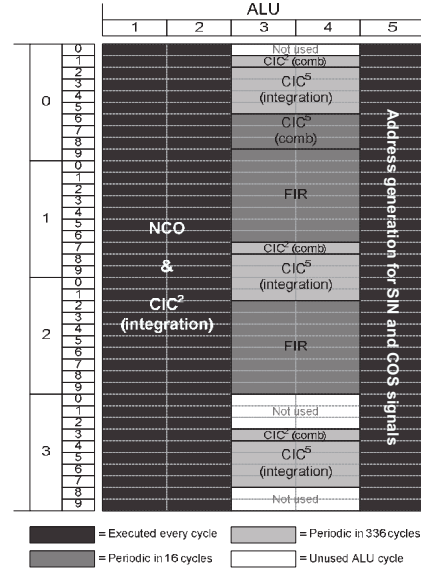 ALU
1 2 3 4 5
0
0
1
2
3
4
5
6
7
8
9
1
0
1
2
3
4
5
6
7
8
9
2
0
1
2
3
4
5
6
7
8
9
3
0
1
2
3
4
5
6
7
8
9
NCO
&
CIC²
(integration)
Not used
CIC² (comb)
CIC⁵
(integration)
CIC⁵
(comb)
FIR
CIC² (comb)
CIC⁵
(integration)
FIR
Not used
CIC² (comb)
CIC⁵
(integration)
Not used
Address generation for SIN and COS signals
= Executed every cycle
= Periodic in 336 cycles
= Periodic in 16 cycles
= Unused ALU cycle